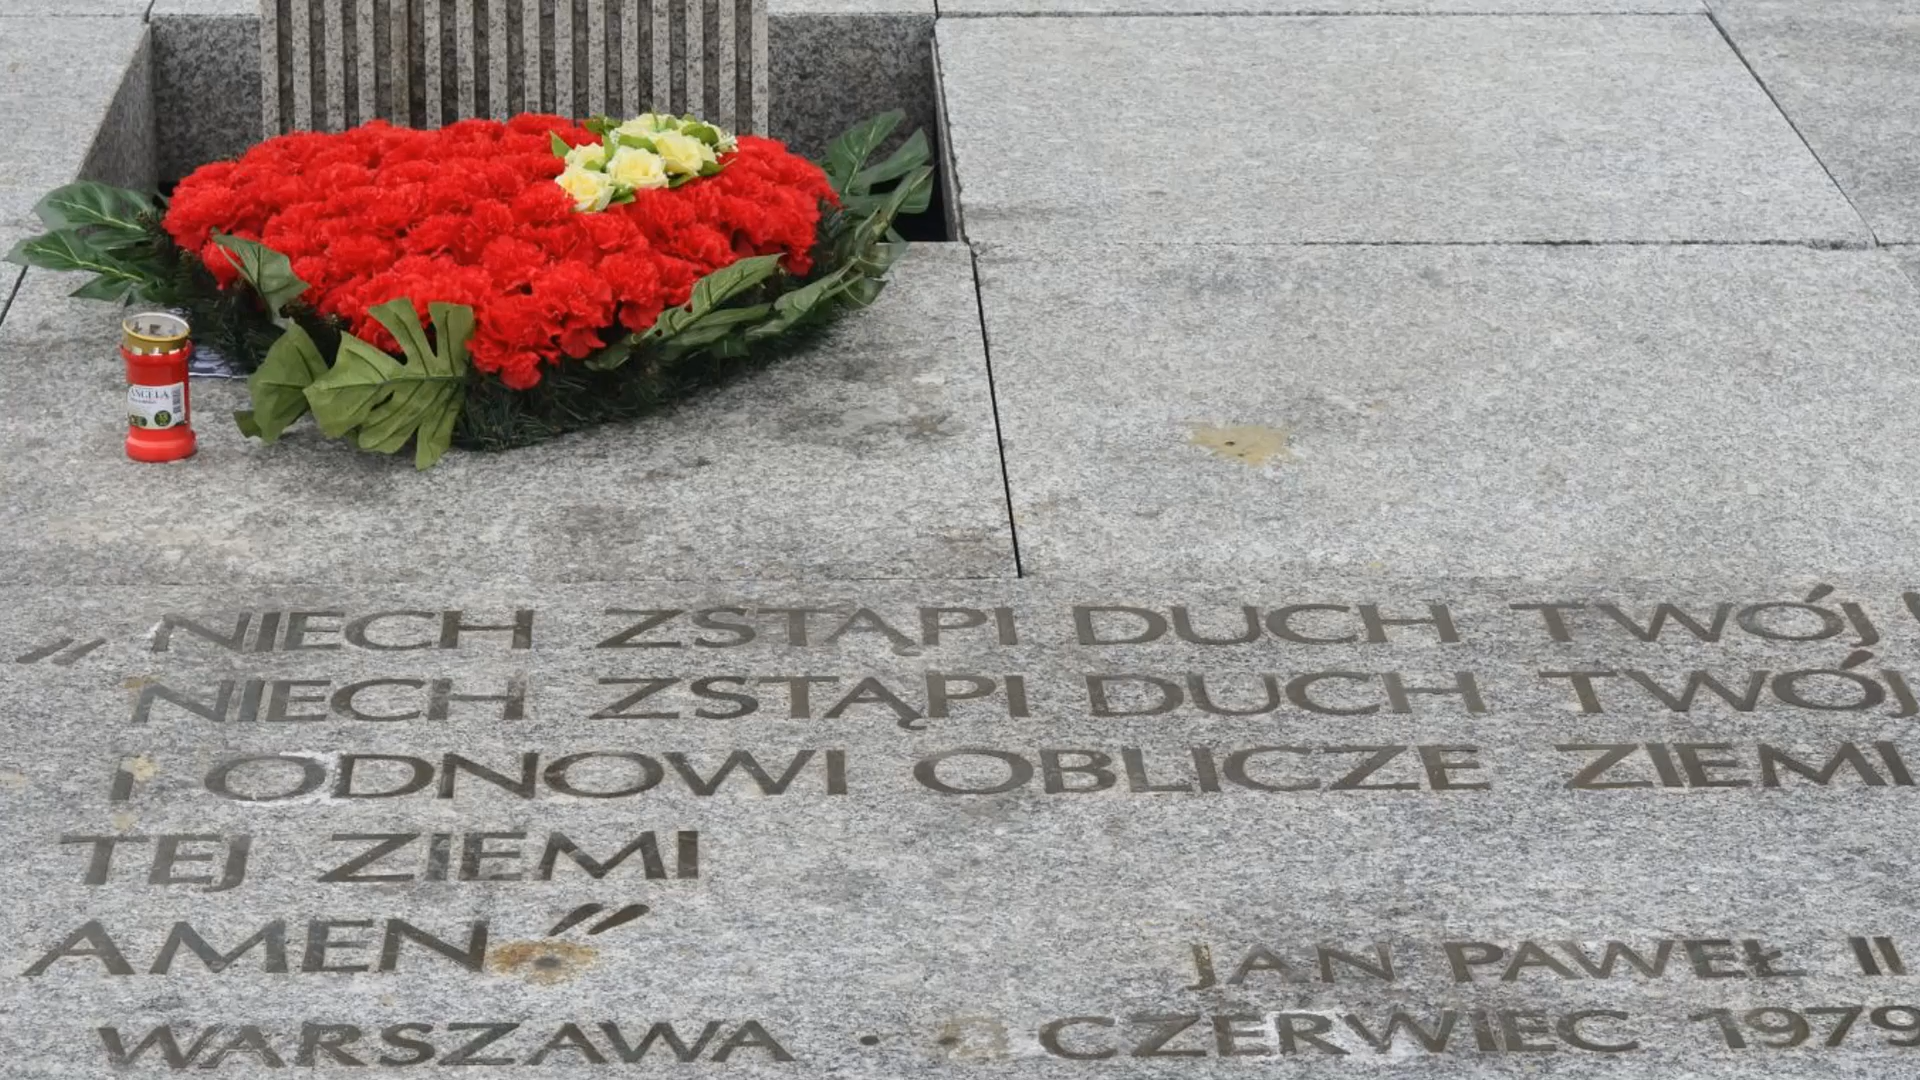 ANGELA
„NIECH ZSTĄPI DUCH TWÓJ!
NIECH ZSTĄPI DUCH TWÓJ
I ODNOWI OBLICZE ZIEMI
TEJ ZIEMI
AMEN"
JAN PAWEŁ II
WARSZAWA · CZERWIEC 1979